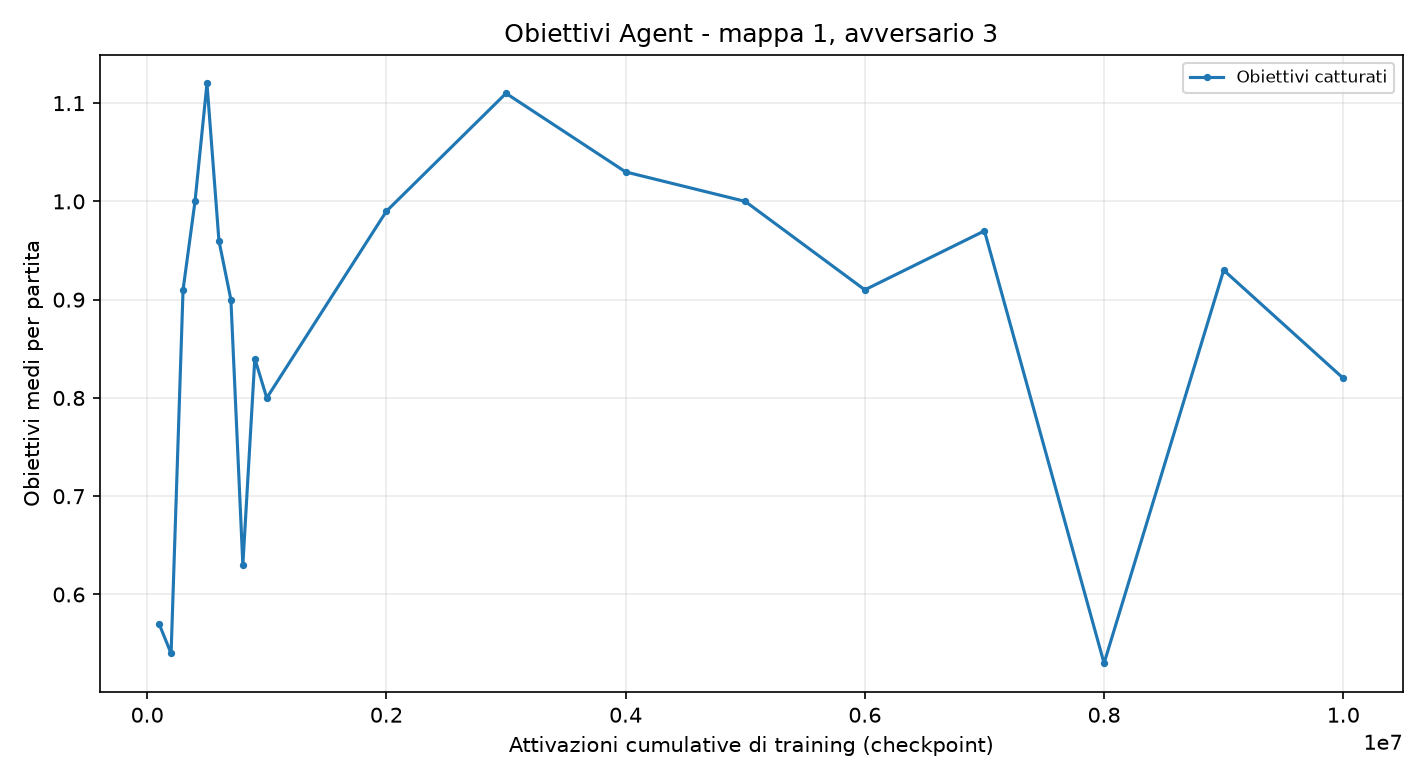 Obiettivi Agent - mappa 1, avversario 3
Obiettivi catturati
Obiettivi medi per partita
1.1
1.0
0.9
0.8
0.7
0.6
0.0
0.2
0.4
0.6
0.8
1.0
1e7
Attivazioni cumulative di training (checkpoint)